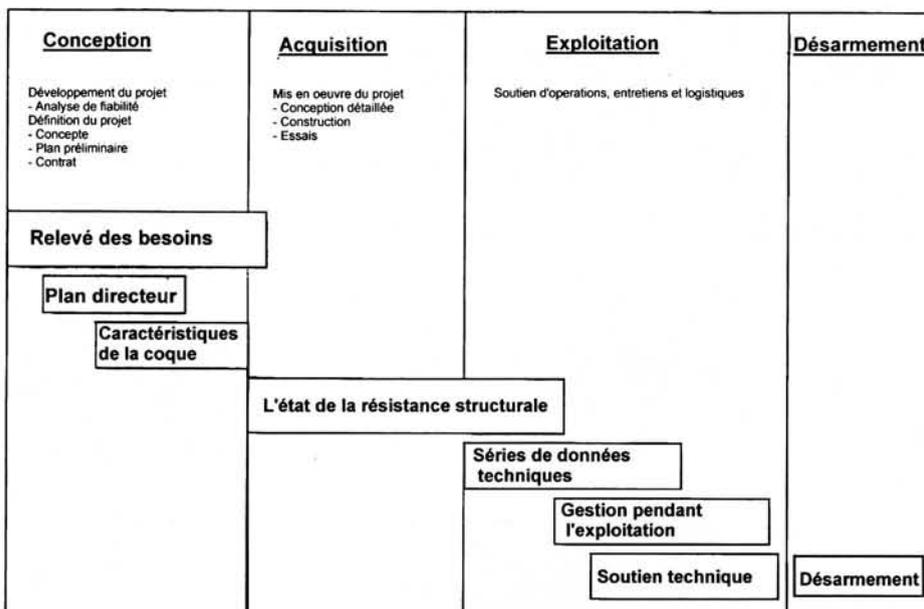 Conception
Acquisition
Exploitation
Désarmement
Développement du projet
- Analyse de fiabilité
Définition du projet
- Concepte
- Plan préliminaire
- Contrat
Mis en oeuvre du projet
- Conception détaillée
- Construction
- Essais
Soutien d'operations, entretiens et logistiques
Relevé des besoins
Plan directeur
Caractéristiques
de la coque
L'état de la résistance structurale
Séries de données
techniques
Gestion pendant
l'exploitation
Soutien technique
Désarmement